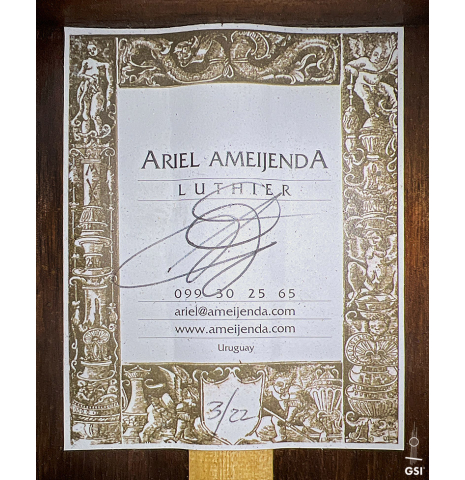 ARIEL AMEIJENDA
LUTHIER
099 30 25 65
ariel@ameijenda.com
www.ameijenda.com
Uruguay
3/22
GSI